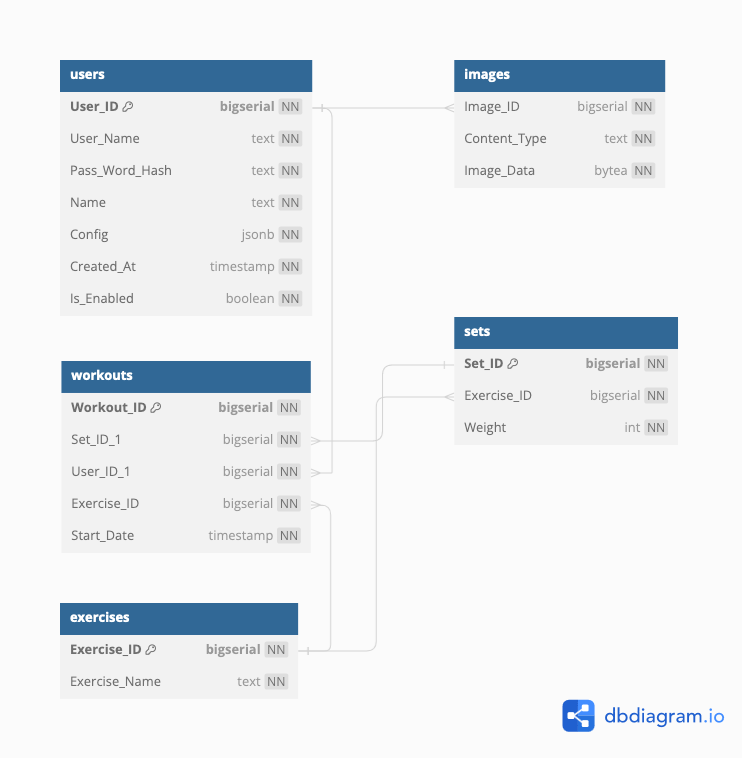 users
User_ID bigserial NN
User_Name text NN
Pass_Word_Hash text NN
Name text NN
Config jsonb NN
Created_At timestamp NN
Is_Enabled boolean NN
images
Image_ID bigserial NN
Content_Type text NN
Image_Data bytea NN
workouts
Workout_ID bigserial NN
Set_ID_1 bigserial NN
User_ID_1 bigserial NN
Exercise_ID bigserial NN
Start_Date timestamp NN
sets
Set_ID bigserial NN
Exercise_ID bigserial NN
Weight int NN
exercises
Exercise_ID bigserial NN
Exercise_Name text NN
dbdiagram.io